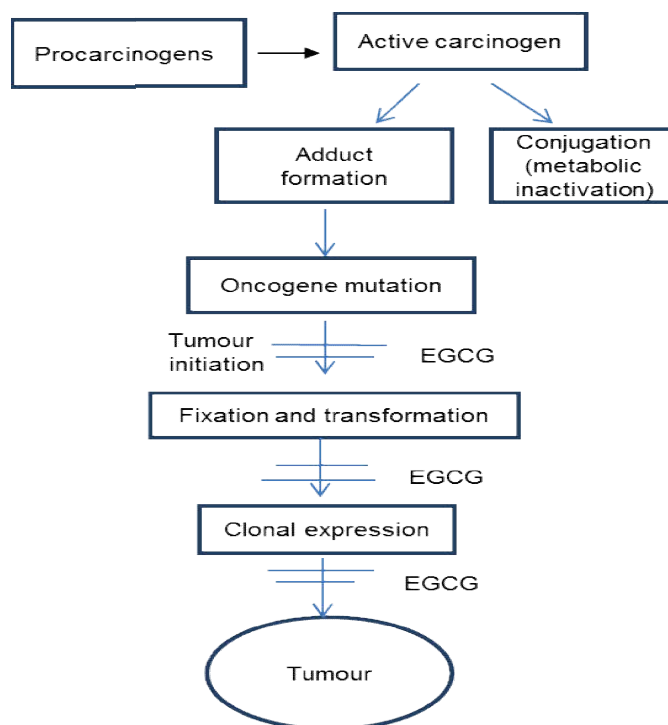 Procarcinogens
Active carcinogen
Adduct
formation
Conjugation
(metabolic
inactivation)
Oncogene mutation
Tumour
initiation
EGCG
Fixation and transformation
EGCG
Clonal expression
EGCG
Tumour